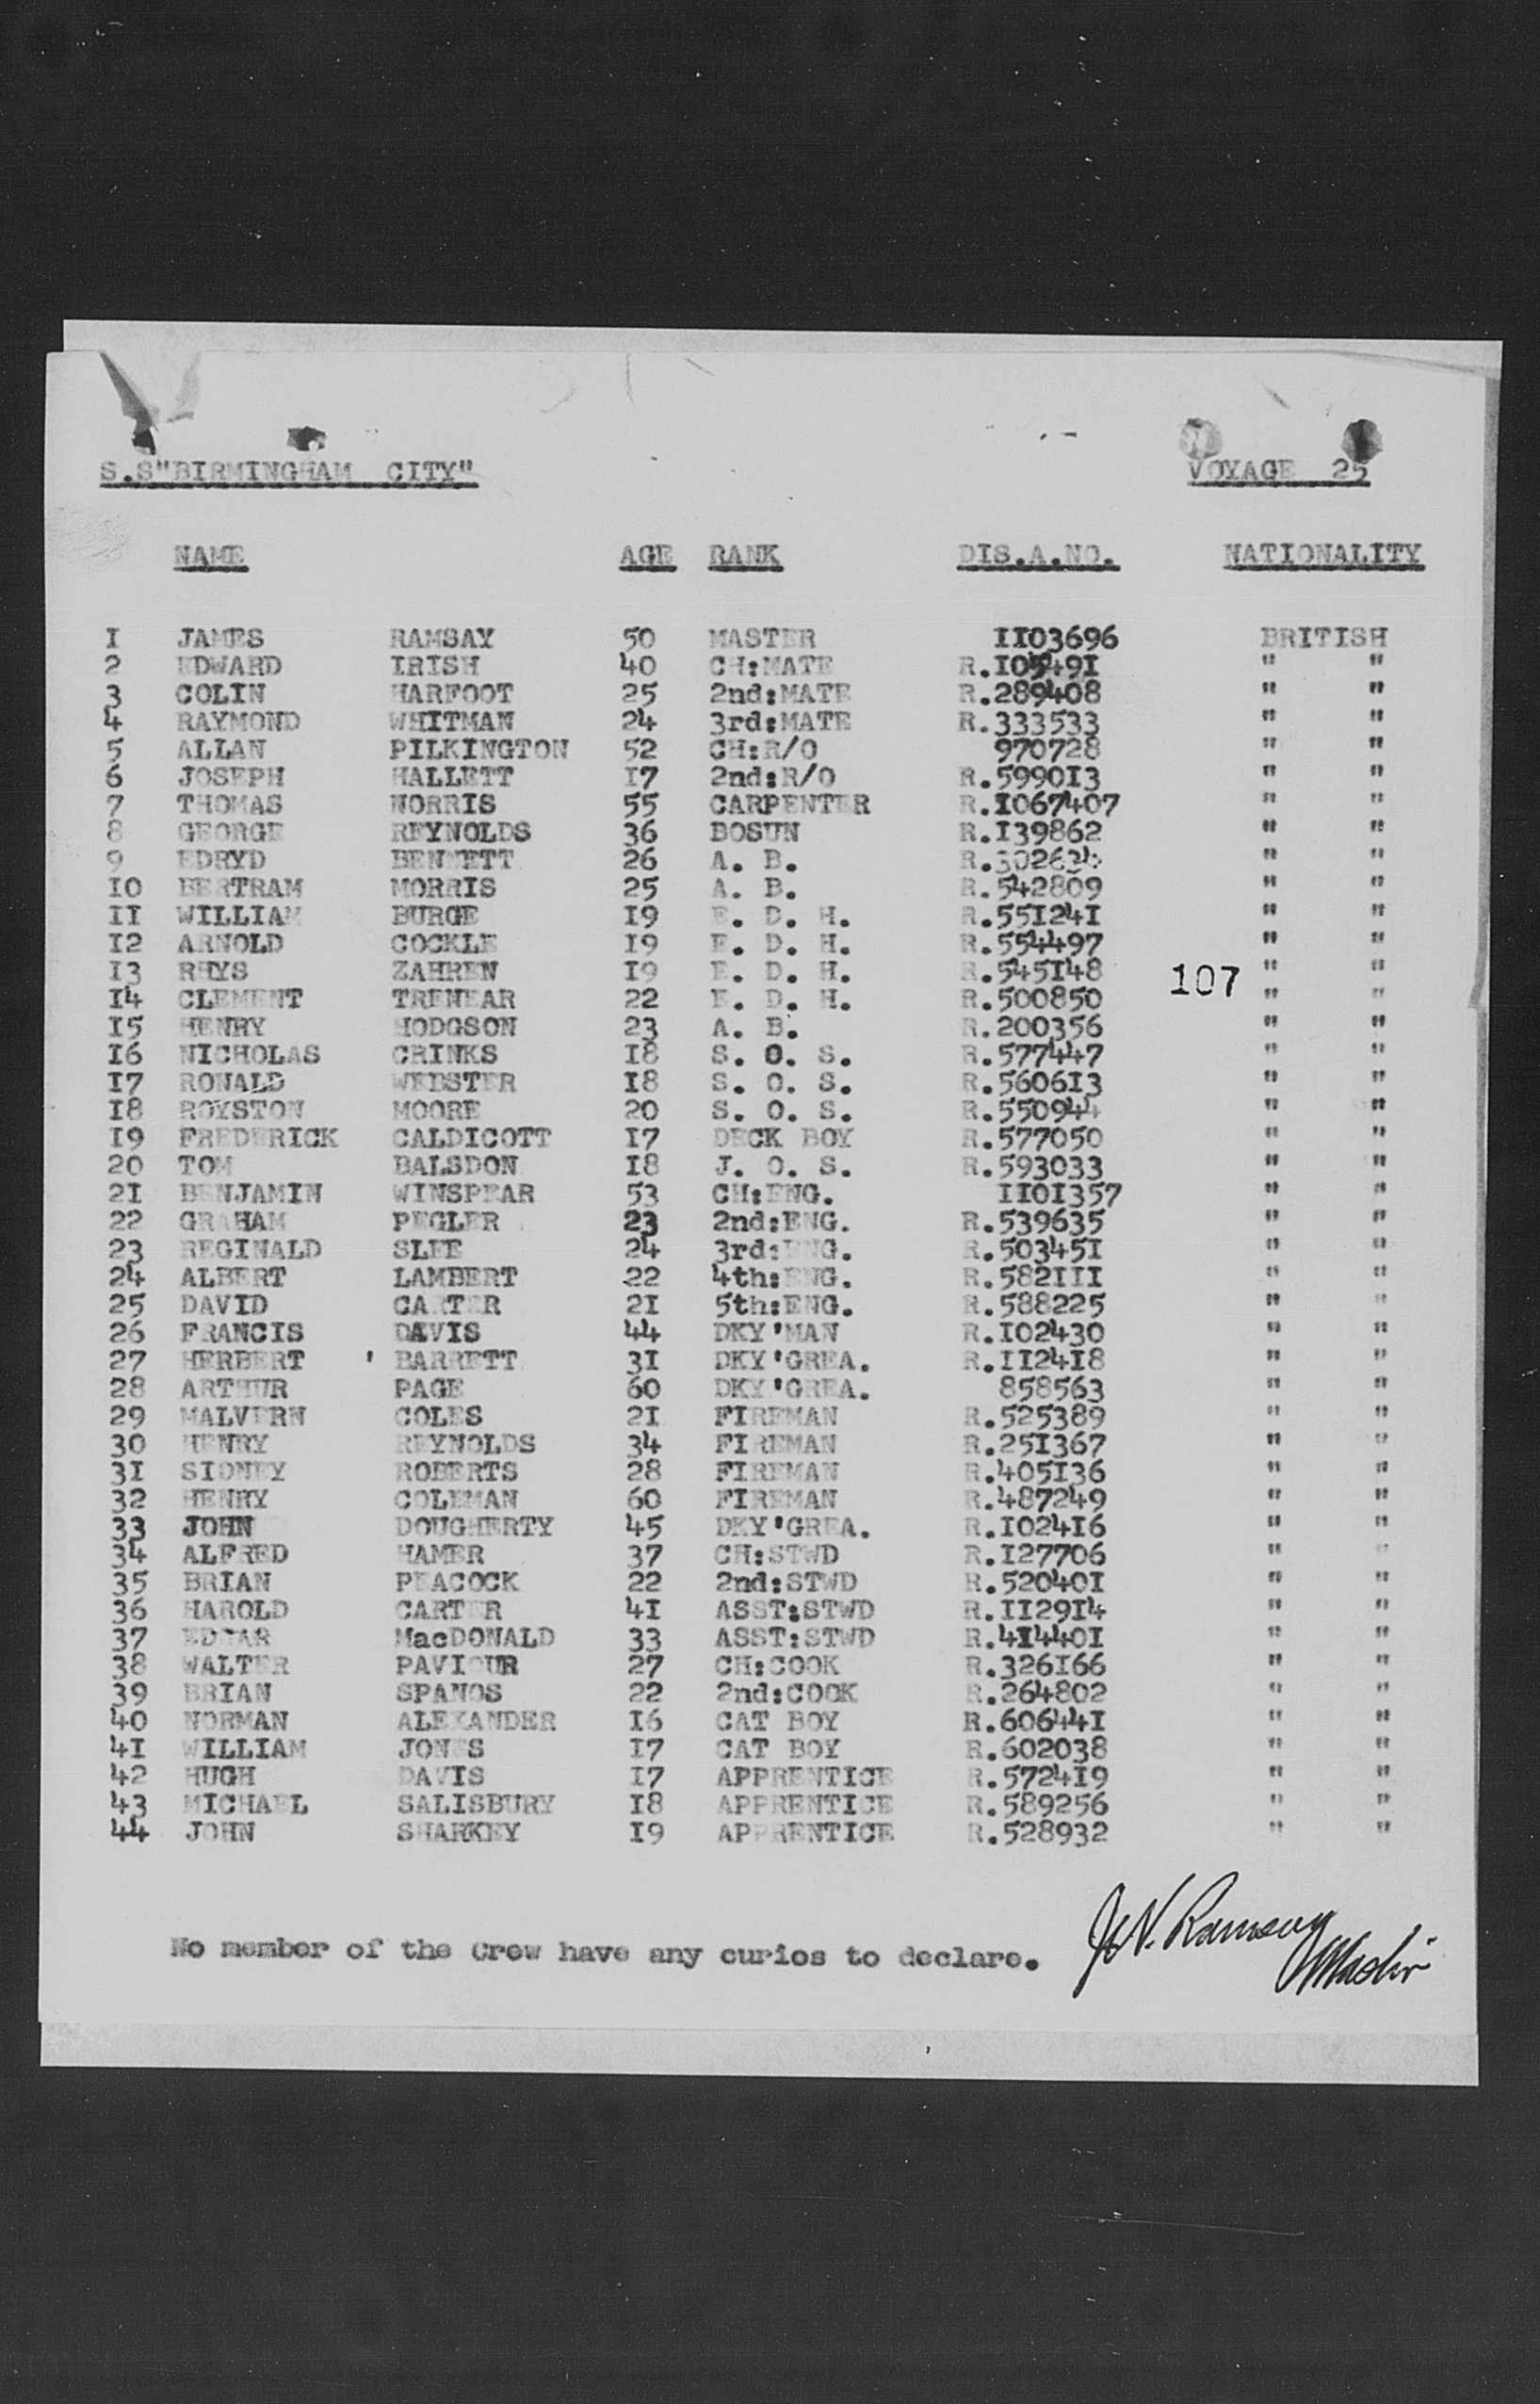 S.S"BIRMINGHAM CITY" VOYAGE 25
NAME AGE RANK DIS.A.NO. NATIONALITY
I JAMES RAMSAY 50 MASTER II03696 BRITISH
2 EDWARD IRISH 40 CH:MATE R.I05491 " "
3 COLIN HARFOOT 25 2nd:MATE R.289408 " "
4 RAYMOND WHITMAN 24 3rd:MATE R.333533 " "
5 ALLAN PILKINGTON 52 CH:R/O 970728 " "
6 JOSEPH HALLETT I7 2nd:R/O R.5990I3 " "
7 THOMAS NORRIS 55 CARPENTER R.I067407 " "
8 GEORGE REYNOLDS 36 BOSUN R.I39862 " "
9 EDRYD BENNETT 26 A. B. " "
I0 BERTRAM MORRIS 25 A. B. R.542809 " "
II WILLIAM BURGE I9 E. D. H. R.55I24I " "
I2 ARNOLD COCKLE I9 E. D. H. R.554497 " "
I3 RHYS ZAHREN I9 E. D. H. R.545I48 107 " "
I4 CLEMENT TRENEAR 22 E. D. H. R.500850 " "
I5 HENRY HODGSON 23 A. B. R.200356 " "
I6 NICHOLAS CRINKS I8 S. O. S. R.577447 " "
I7 RONALD WEBSTER I8 S. O. S. R.5606I3 " "
I8 ROYSTON MOORE 20 S. O. S. R.550944 " "
I9 FREDERICK CALDICOTT I7 DECK BOY R.577050 " "
20 TOM BALSDON I8 J. O. S. R.593033 " "
2I BENJAMIN WINSPEAR 53 CH:ENG. II0I357 " "
22 GRAHAM PEGLER 23 2nd:ENG. R.539635 " "
23 REGINALD SLEE 24 3rd:ENG. R.50345I " "
24 ALBERT LAMBERT 22 4th:ENG. R.582III " "
25 DAVID CARTER 2I 5th:ENG. R.588225 " "
26 FRANCIS DAVIS 44 DKY'MAN R.I02430 " "
27 HERBERT ' BARRETT 3I DKY'GREA. R.II24I8 " "
28 ARTHUR PAGE 60 DKY'GREA. 858563 " "
29 MALVERN COLES 2I FIREMAN R.525389 " "
30 HENRY REYNOLDS 34 FIREMAN R.25I367 " "
3I SIDNEY ROBERTS 28 FIREMAN R.405I36 " "
32 HENRY COLEMAN 60 FIREMAN R.487249 " "
33 JOHN DOUGHERTY 45 DKY'GREA. R.I024I6 " "
34 ALFRED HAMER 37 CH:STWD R.I27706 " "
35 BRIAN PEACOCK 22 2nd:STWD R.52040I " "
36 HAROLD CARTER 4I ASST:STWD R.II29I4 " "
37 EDGAR MacDONALD 33 ASST:STWD R.4I440I " "
38 WALTER PAVIOUR 27 CH:COOK R.326I66 " "
39 BRIAN SPANOS 22 2nd:COOK R.264802 " "
40 NORMAN ALEXANDER I6 CAT BOY R.60644I " "
4I WILLIAM JONES I7 CAT BOY R.602038 " "
42 HUGH DAVIS I7 APPRENTICE R.5724I9 " "
43 MICHAEL SALISBURY I8 APPRENTICE R.589256 " "
44 JOHN SHARKEY I9 APPRENTICE R.528932 " "
No member of the Crew have any curios to declare. Ramsay
Master